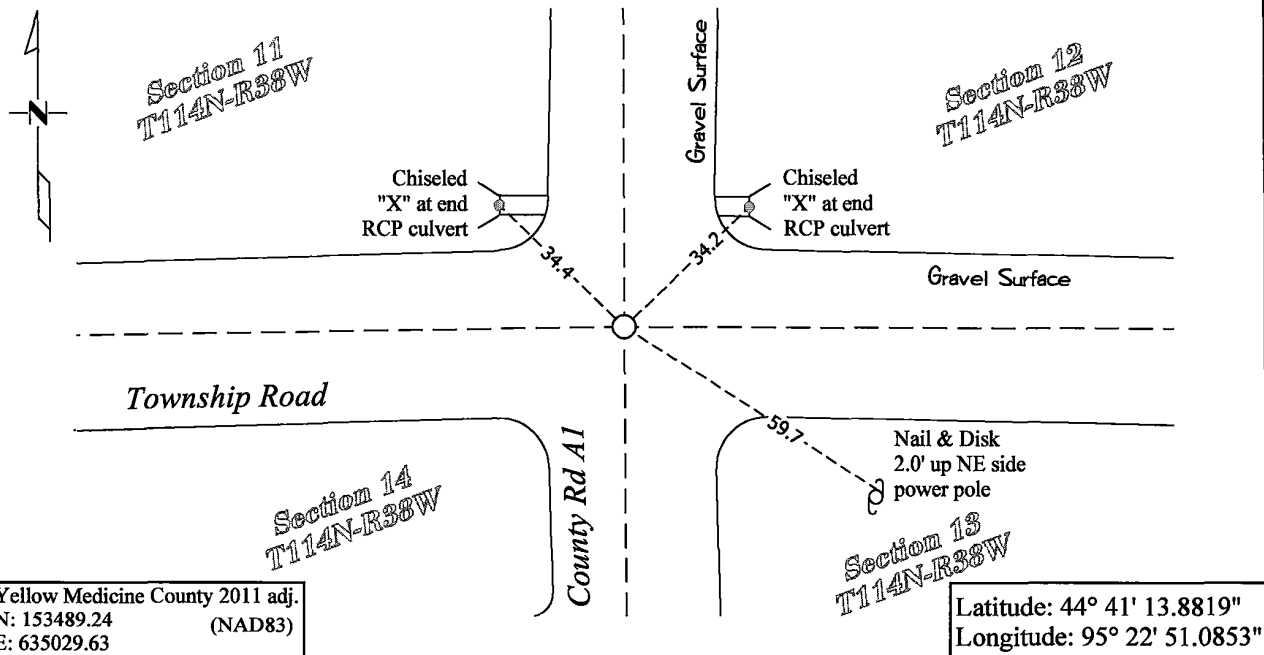 Section 11
T114N-R38W
Section 12
T114N-R38W
N
Gravel Surface
Chiseled
"X" at end
RCP culvert
Chiseled
"X" at end
RCP culvert
34.4
34.2
Gravel Surface
Township Road
59.7
Nail & Disk
2.0' up NE side
power pole
County Rd A1
Section 14
T114N-R38W
Section 13
T114N-R38W
Yellow Medicine County 2011 adj.
N: 153489.24 (NAD83)
E: 635029.63
Latitude: 44° 41' 13.8819"
Longitude: 95° 22' 51.0853"